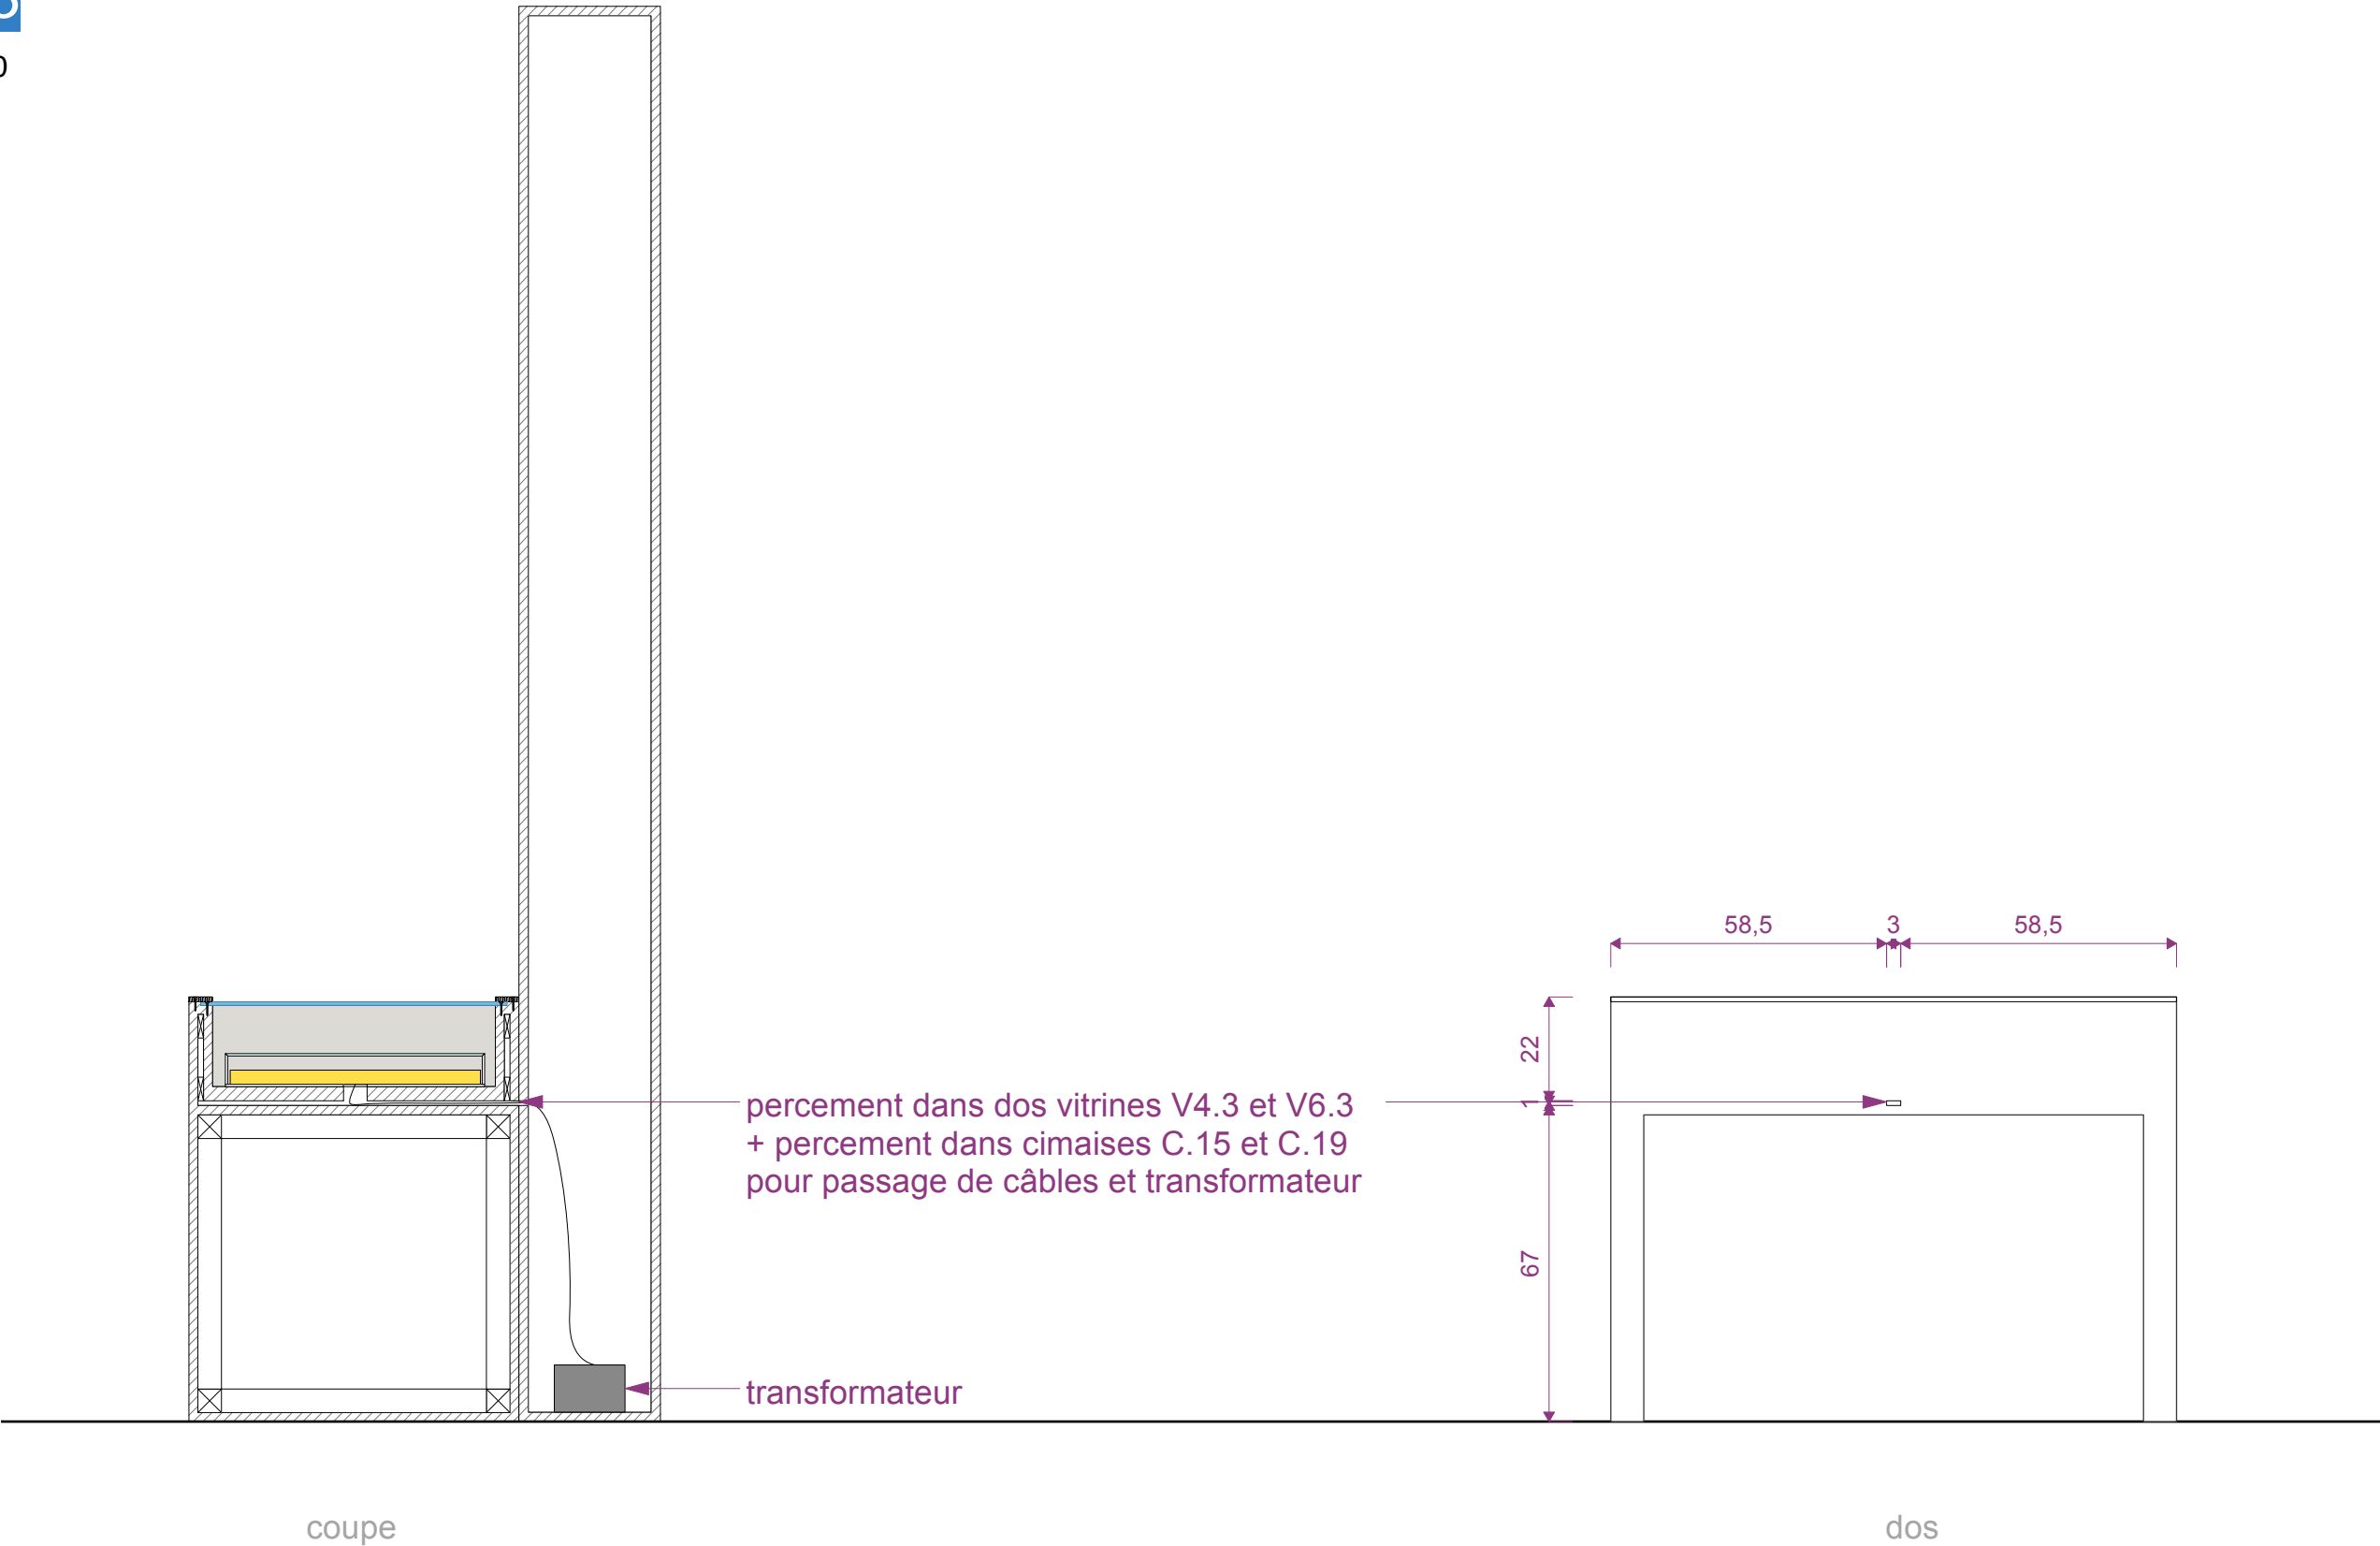 58,5
3
58,5
22
1
67
percement dans dos vitrines V4.3 et V6.3
+ percement dans cimaises C.15 et C.19
pour passage de câbles et transformateur
transformateur
coupe
dos